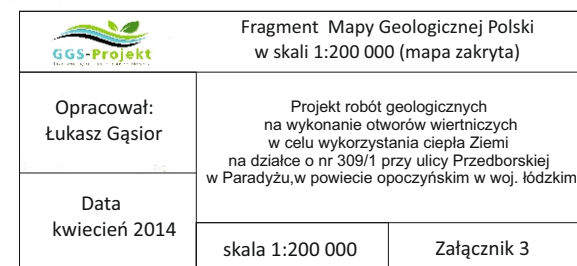 GGS-Projekt
Fragment Mapy Geologicznej Polski
w skali 1:200 000 (mapa zakryta)
Opracował:
Łukasz Gąsior
Projekt robót geologicznych
na wykonanie otworów wiertniczych
w celu wykorzystania ciepła Ziemi
na działce o nr 309/1 przy ulicy Przedborskiej
w Paradyżu,w powiecie opoczyńskim w woj. łódzkim
Data
kwiecień 2014
skala 1:200 000
Załącznik 3